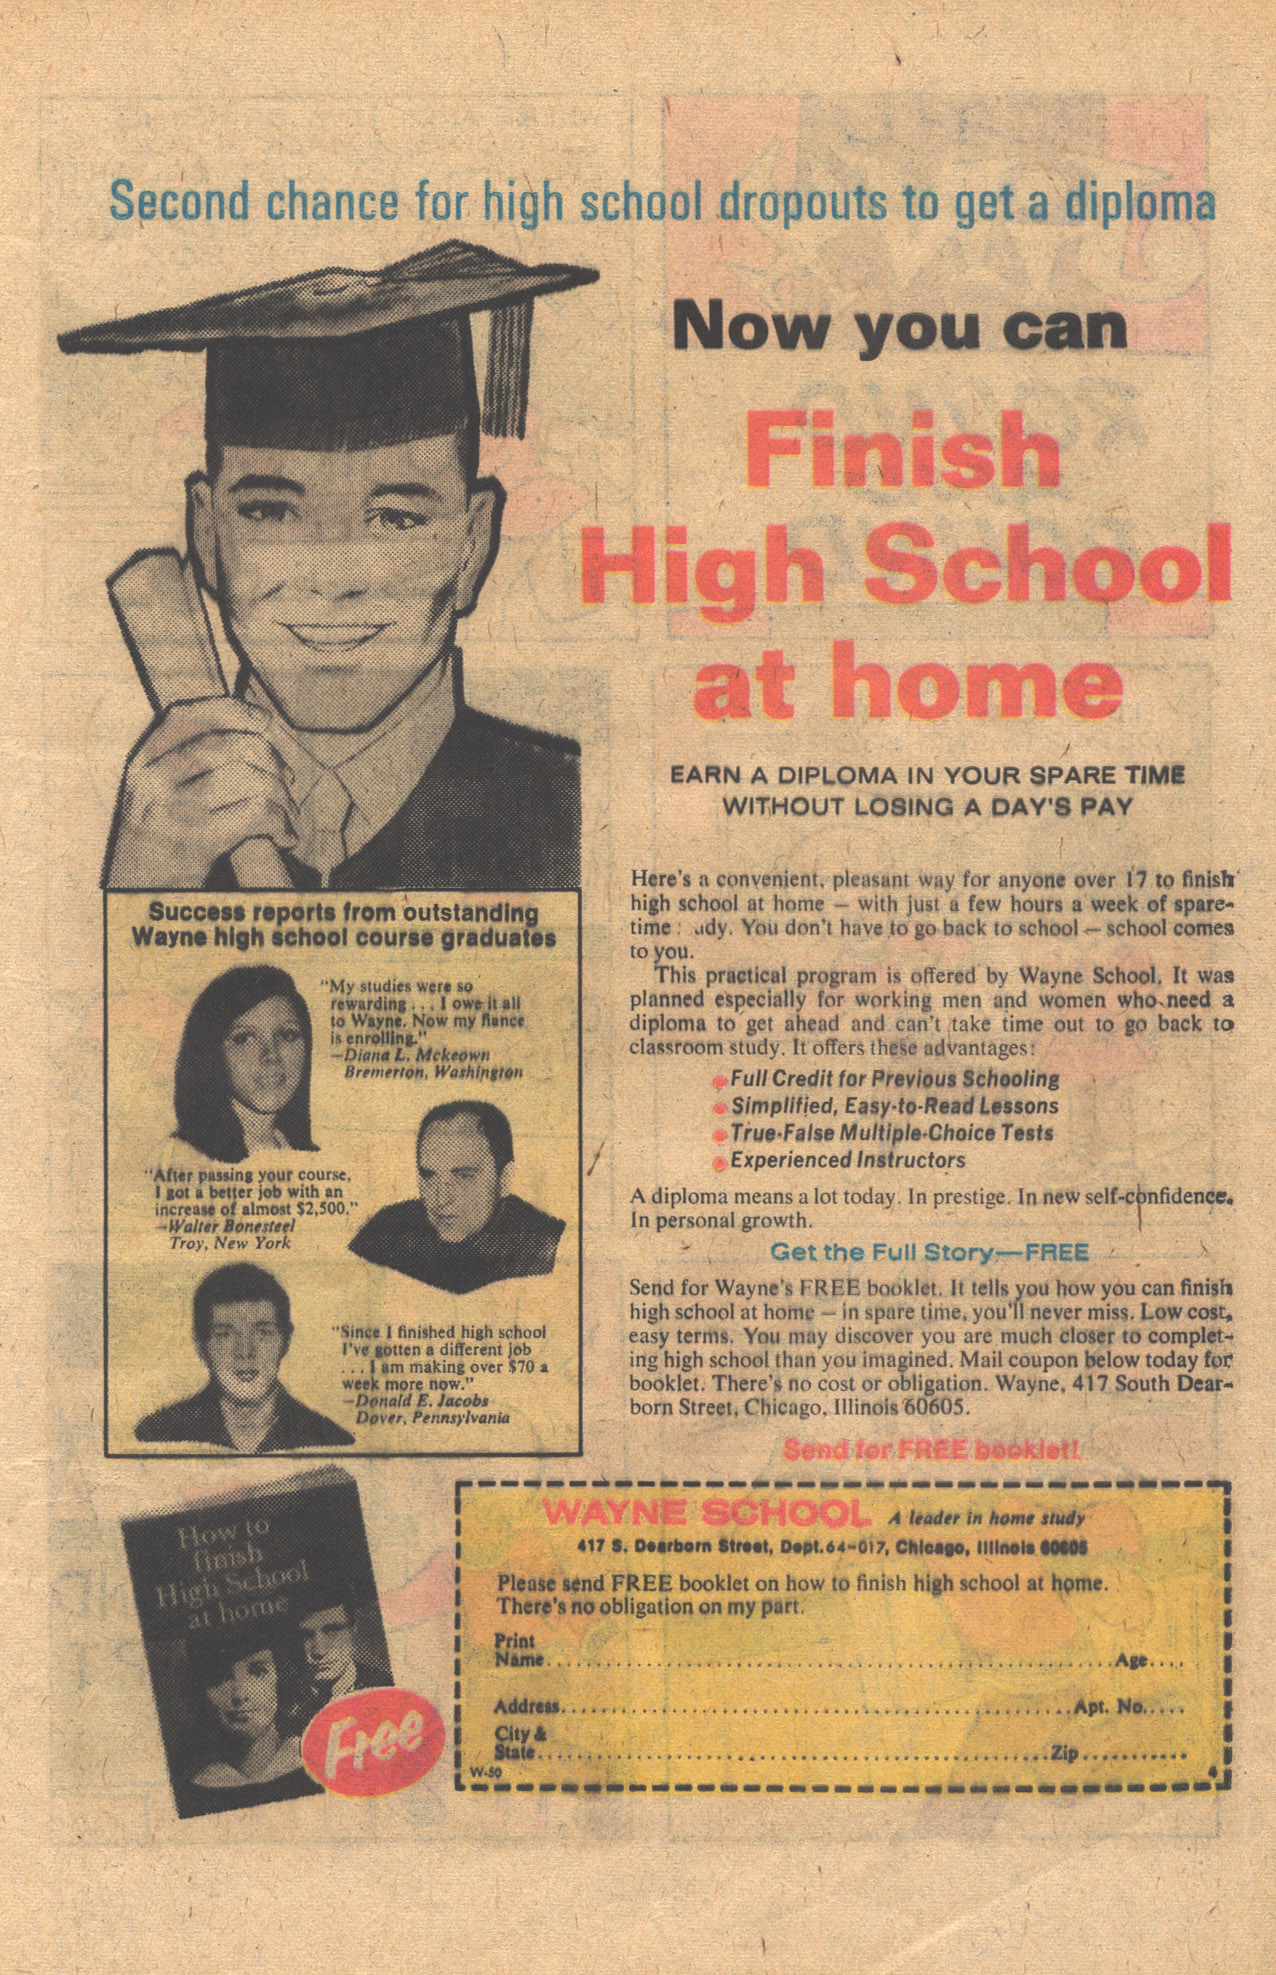 Second chance for high school dropouts to get a diploma
Now you can
Finish
High School
at home
EARN A DIPLOMA IN YOUR SPARE TIME
WITHOUT LOSING A DAY'S PAY
Here's a convenient, pleasant way for anyone over 17 to finish
high school at home — with just a few hours a week of spare-
time udy. You don't have to go back to school — school comes
to you.
This practical program is offered by Wayne School. It was
planned especially for working men and women who need a
diploma to get ahead and can't take time out to go back to
classroom study. It offers these advantages:
• Full Credit for Previous Schooling
• Simplified, Easy-to-Read Lessons
• True-False Multiple-Choice Tests
• Experienced Instructors
A diploma means a lot today. In prestige. In new self-confidence.
In personal growth.
Get the Full Story—FREE
Send for Wayne's FREE booklet. It tells you how you can finish
high school at home — in spare time, you'll never miss. Low cost,
easy terms. You may discover you are much closer to complet-
ing high school than you imagined. Mail coupon below today for
booklet. There's no cost or obligation. Wayne, 417 South Dear-
born Street, Chicago, Illinois 60605.
Send for FREE booklet!
Success reports from outstanding
Wayne high school course graduates
"My studies were so
rewarding . . . I owe it all
to Wayne. Now my fiance
is enrolling."
—Diana L. Mckeown
Bremerton, Washington
"After passing your course,
I got a better job with an
increase of almost $2,500."
—Walter Bonesteel
Troy, New York
"Since I finished high school
I've gotten a different job
. . . I am making over $70 a
week more now."
—Donald E. Jacobs
Dover, Pennsylvania
How to
finish
High School
at home
Free
WAYNE SCHOOL A leader in home study
417 S. Dearborn Street, Dept. 64-017, Chicago, Illinois 60605
Please send FREE booklet on how to finish high school at home.
There's no obligation on my part.
Print
Name Age
Address Apt. No.
City &
State Zip
W-50 4